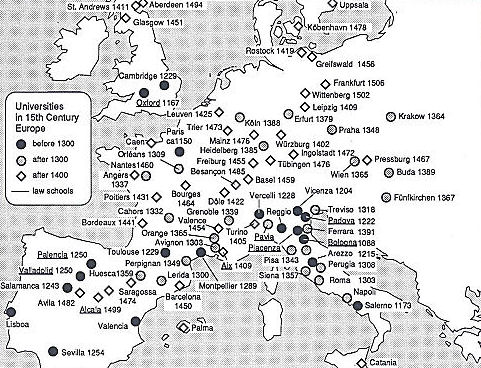 St. Andrews 1411
Aberdeen 1494
Glasgow 1451
Uppsala
København 1478
Rostock 1419
Greifswald 1456
Cambridge 1229
Oxford 1167
Frankfurt 1506
Wittenberg 1502
Leipzig 1409
Universities
in 15th Century
Europe
before 1300
after 1300
after 1400
law schools
Leuven 1425
Köln 1388
Erfurt 1379
Krakow 1364
Trier 1473
Mainz 1476
Würzburg 1402
Praha 1348
Caen
Paris
ca1150
Heidelberg 1385
Ingolstadt 1472
Pressburg 1467
Orléans 1309
Freiburg 1455
Tübingen 1476
Wien 1365
Buda 1389
Nantes1460
Besançon 1485
Basel 1459
Angers
1337
Fünfkirchen 1367
Poitiers 1431
Bourges
1464
Dôle 1422
Vercelli 1228
Vicenza 1204
Cahors 1332
Grenoble 1339
Reggio
Treviso 1318
Bordeaux 1441
Valence
1454
Padova 1222
Orange 1365
Turino
1405
Pavia
Ferrara 1391
Palencia 1250
Toulouse 1229
Avignon 1303
Piacenza
Bologna 1088
Valladolid 1250
Perpignan 1349
Aix 1409
Pisa 1343
Arezzo 1215
Huesca1359
Perugia 1308
Salamanca 1243
Lerida 1300
Montpellier 1289
Siena 1357
Roma 1303
Avila 1482
Saragossa
1474
Alcala 1499
Barcelona
1450
Napoli
Salerno 1173
Lisboa
Valencia
Palma
Sevilla 1254
Catania